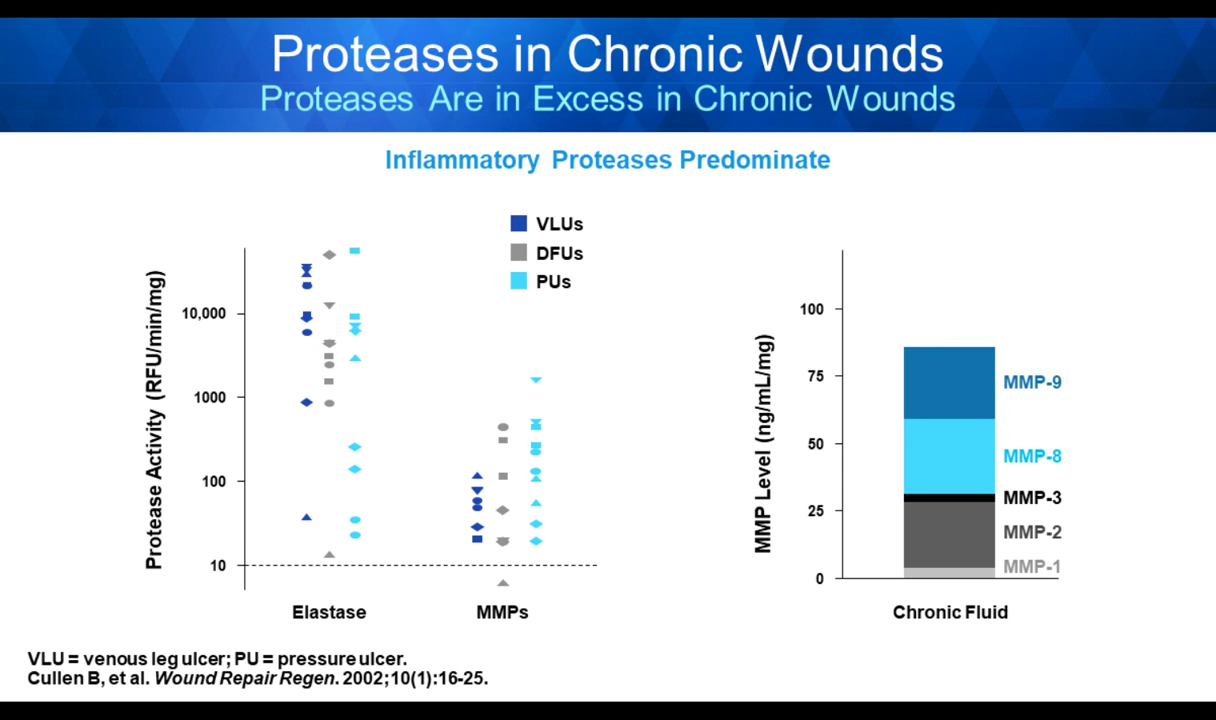 Proteases in Chronic Wounds
Proteases Are in Excess in Chronic Wounds
Inflammatory Proteases Predominate
VLUs
DFUs
PUs
Protease Activity (RFU/min/mg)
10,000
1000
100
10
Elastase
MMPs
MMP Level (ng/mL/mg)
100
75
50
25
0
MMP-9
MMP-8
MMP-3
MMP-2
MMP-1
Chronic Fluid
VLU = venous leg ulcer; PU = pressure ulcer.
Cullen B, et al. Wound Repair Regen. 2002;10(1):16-25.